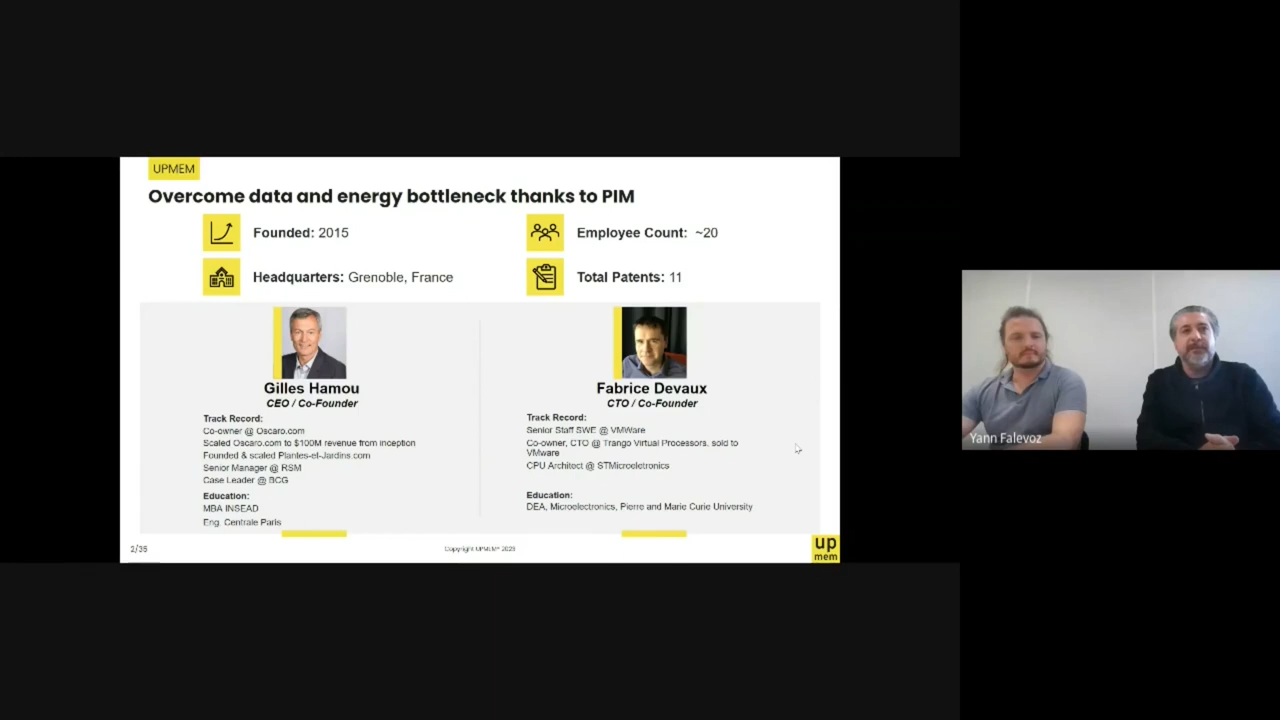 UPMEM
Overcome data and energy bottleneck thanks to PIM
Founded: 2015
Employee Count: ~20
Headquarters: Grenoble, France
Total Patents: 11
Gilles Hamou
CEO / Co-Founder
Track Record:
Co-owner @ Oscaro.com
Scaled Oscaro.com to $100M revenue from inception
Founded & scaled Plantes-et-Jardins.com
Senior Manager @ RSM
Case Leader @ BCG
Education:
MBA INSEAD
Eng. Centrale Paris
Fabrice Devaux
CTO / Co-Founder
Track Record:
Senior Staff SWE @ VMWare
Co-owner, CTO @ Trango Virtual Processors, sold to
VMware
CPU Architect @ STMicroeletronics
Education:
DEA, Microelectronics, Pierre and Marie Curie University
2/35
Copyright UPMEM® 2023
up
mem
Yann Falevoz